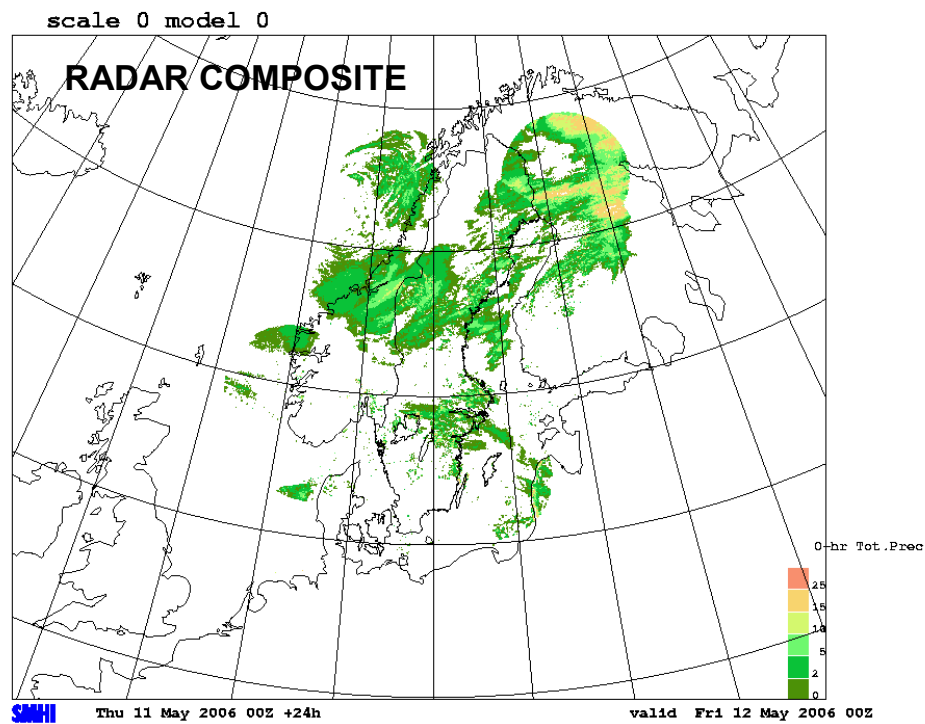 scale 0 model 0
RADAR COMPOSITE
0-hr Tot.Prec
25
15
10
5
2
0
SMHI Thu 11 May 2006 00Z +24h valid Fri 12 May 2006 00Z